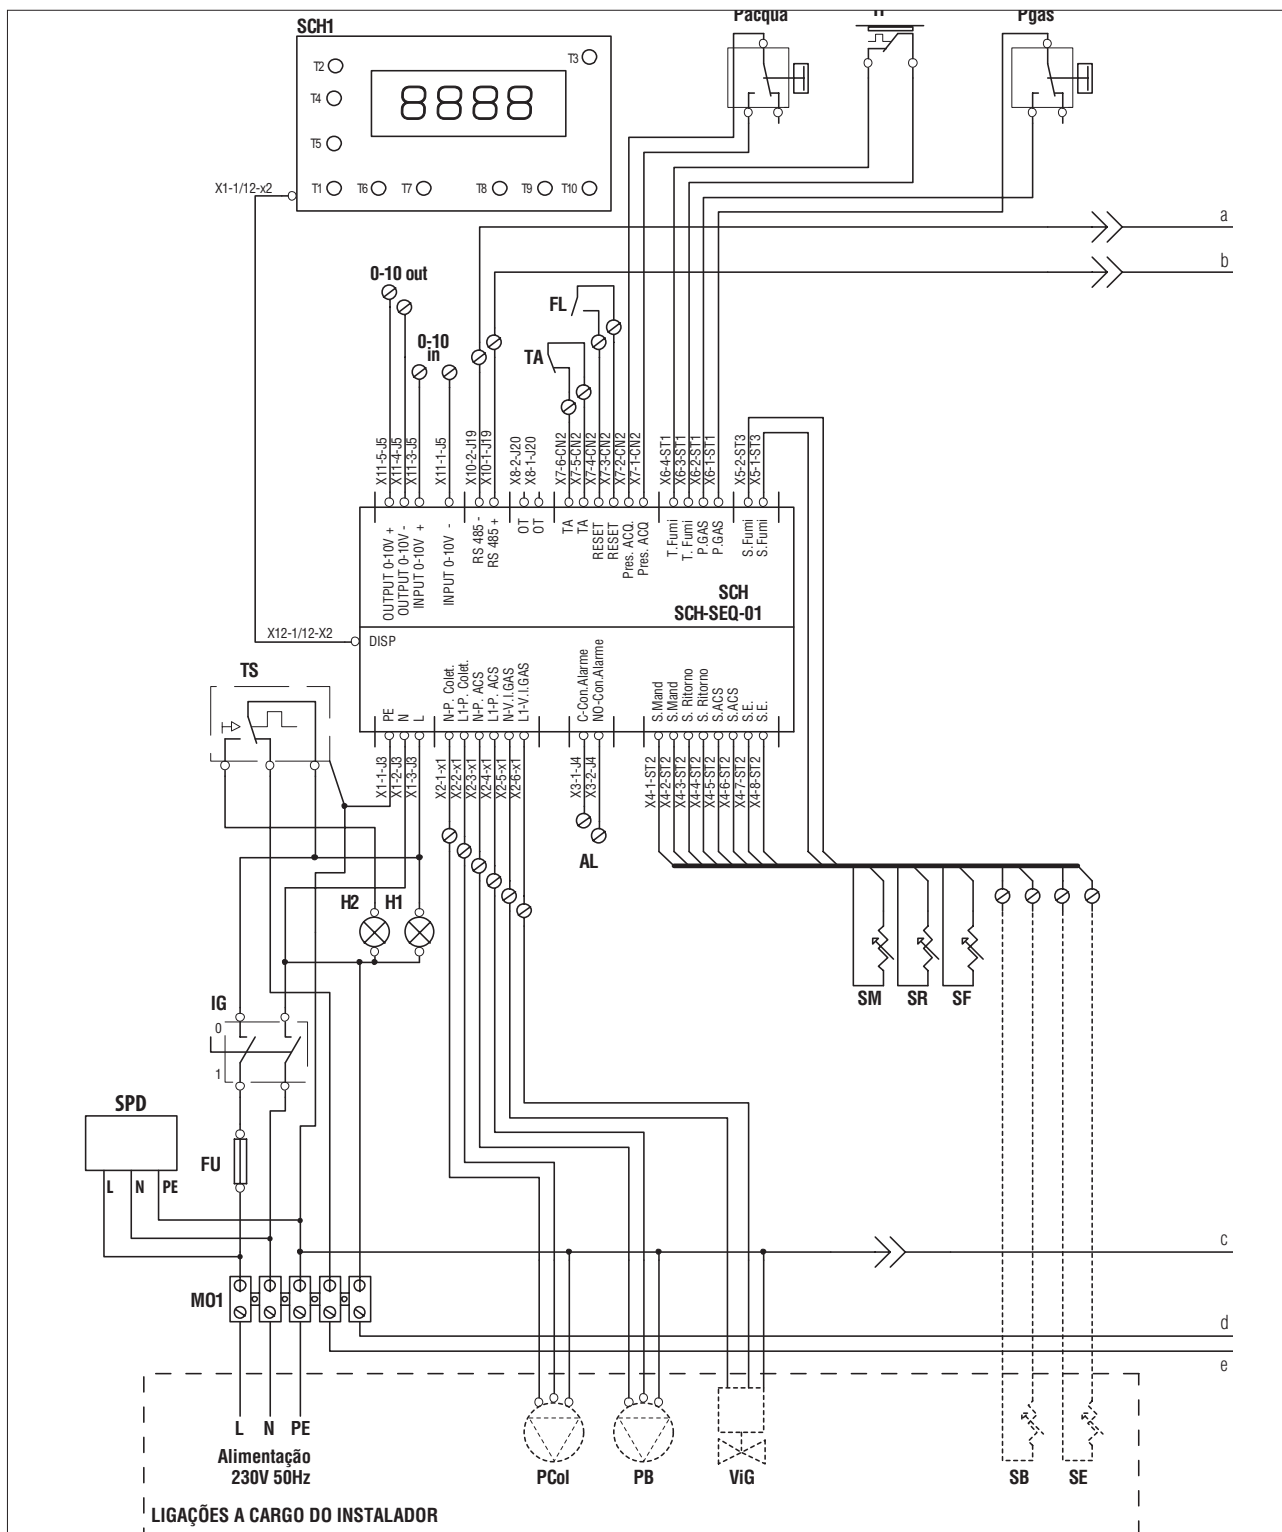 Pacqua
Pgas
SCH1
T2
T3
T4
8888
T5
X1-1/12-x2
T1
T6
T7
T8
T9
T10
a
b
0-10 out
0-10
in
FL
TA
X11-5-J5
X11-4-J5
X11-3-J5
X11-1-J5
X10-2-J19
X10-1-J19
X8-2-J20
X8-1-J20
X7-6-CN2
X7-5-CN2
X7-4-CN2
X7-3-CN2
X7-2-CN2
X7-1-CN2
X6-4-ST1
X6-3-ST1
X6-2-ST1
X6-1-ST1
X5-2-ST3
X5-1-ST3
OUTPUT 0-10V +
OUTPUT 0-10V -
INPUT 0-10V +
INPUT 0-10V -
RS 485 -
RS 485 +
OT
OT
TA
TA
RESET
RESET
Pres. ACQ.
Pres. ACQ
T.Fumi
T. Fumi
P.GAS
P.GAS
S.Fumi
S.Fumi
SCH
SCH-SEQ-01
X12-1/12-X2
DISP
TS
PE
N
L
N-P. Colet.
L1-P. Colet.
N-P. ACS
L1-P. ACS
N-V.I.GAS
L1-V.I.GAS
C-Con.Alarme
NO-Con.Alarme
S.Mand
S.Mand
S. Ritorno
S. Ritorno
S.ACS
S.ACS
S.E.
S.E.
X1-1-J3
X1-2-J3
X1-3-J3
X2-1-x1
X2-2-x1
X2-3-x1
X2-4-x1
X2-5-x1
X2-6-x1
X3-1-J4
X3-2-J4
X4-1-ST2
X4-2-ST2
X4-3-ST2
X4-4-ST2
X4-5-ST2
X4-6-ST2
X4-7-ST2
X4-8-ST2
AL
H2
H1
SM
SR
SF
IG
0
1
SPD
FU
L
N
PE
c
MO1
d
e
L
N
PE
Alimentação
230V 50Hz
PCol
PB
ViG
SB
SE
LIGAÇÕES A CARGO DO INSTALADOR